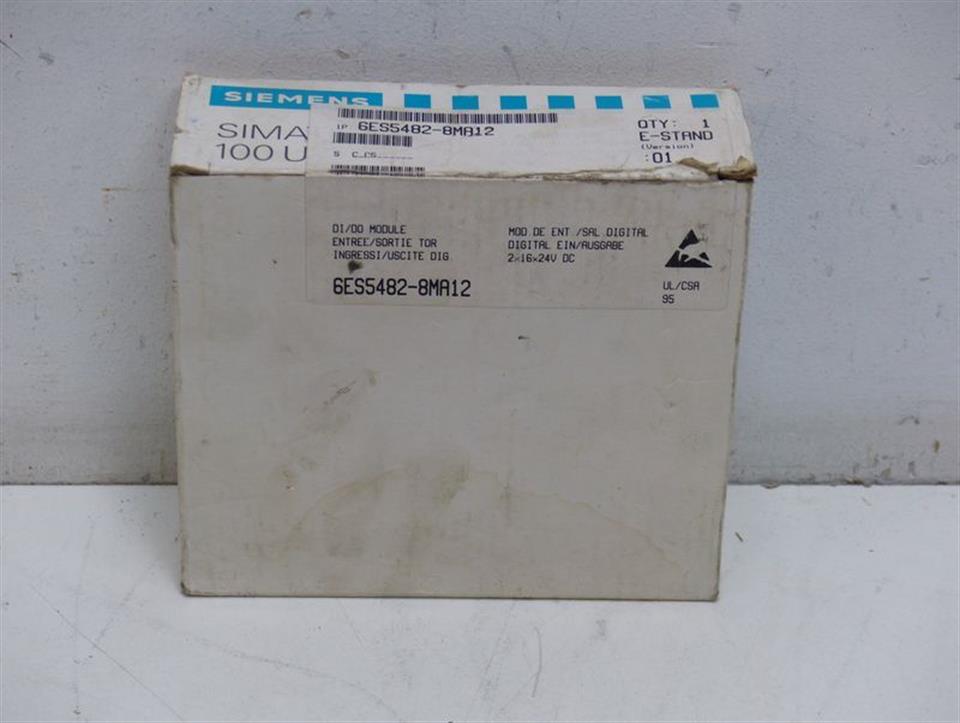 SIEMENS
SIMA
100 U
1P 6ES5482-8MA12
S
QTY: 1
E-STAND
(Version)
:01
DI/DO MODULE
ENTREE/SORTIE TOR
INGRESSI/USCITE DIG
MOD.DE ENT./SAL.DIGITAL
DIGITAL EIN/AUSGABE
2x16x24V DC
6ES5482-8MA12
UL/CSA
95